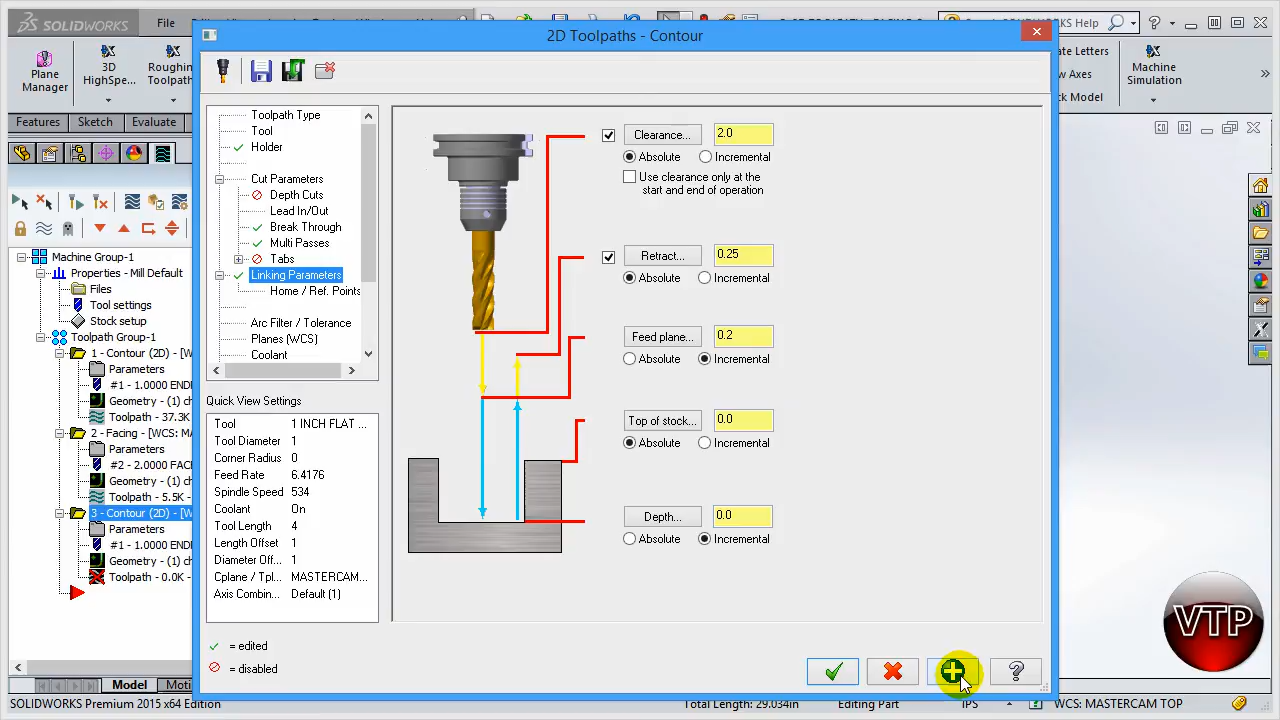 SOLIDWORKS
File
Help
2D Toolpaths - Contour
Plane
Manager
3D
HighSpe...
Roughin
Toolpath
Features
Sketch
Evaluate
ate Letters
w Axes
ck Model
Machine
Simulation
Machine Group-1
Properties - Mill Default
Files
Tool settings
Stock setup
Toolpath Group-1
1 - Contour (2D) - [W
Parameters
#1 - 1.0000 END
Geometry - (1) ch
Toolpath - 37.3K
2 - Facing - [WCS: M
Parameters
#2 - 2.0000 FAC
Geometry - (1) c
Toolpath - 5.5K -
3 - Contour (2D) - [W
Parameters
#1 - 1.0000 END
Geometry - (1) ch
Toolpath - 0.0K -
Toolpath Type
Tool
Holder
Cut Parameters
Depth Cuts
Lead In/Out
Break Through
Multi Passes
Tabs
Linking Parameters
Home / Ref. Points
Arc Filter / Tolerance
Planes (WCS)
Coolant
Quick View Settings
Tool 1 INCH FLAT ...
Tool Diameter 1
Corner Radius 0
Feed Rate 6.4176
Spindle Speed 534
Coolant On
Tool Length 4
Length Offset 1
Diameter Off... 1
Cplane / Tpl... MASTERCAM...
Axis Combin... Default (1)
= edited
= disabled
Clearance... 2.0
Absolute Incremental
Use clearance only at the
start and end of operation
Retract... 0.25
Absolute Incremental
Feed plane... 0.2
Absolute Incremental
Top of stock... 0.0
Absolute Incremental
Depth... 0.0
Absolute Incremental
VTP
Model
Moti
SOLIDWORKS Premium 2015 x64 Edition
Total Length: 29.034in
Editing Part
IPS
WCS: MASTERCAM TOP